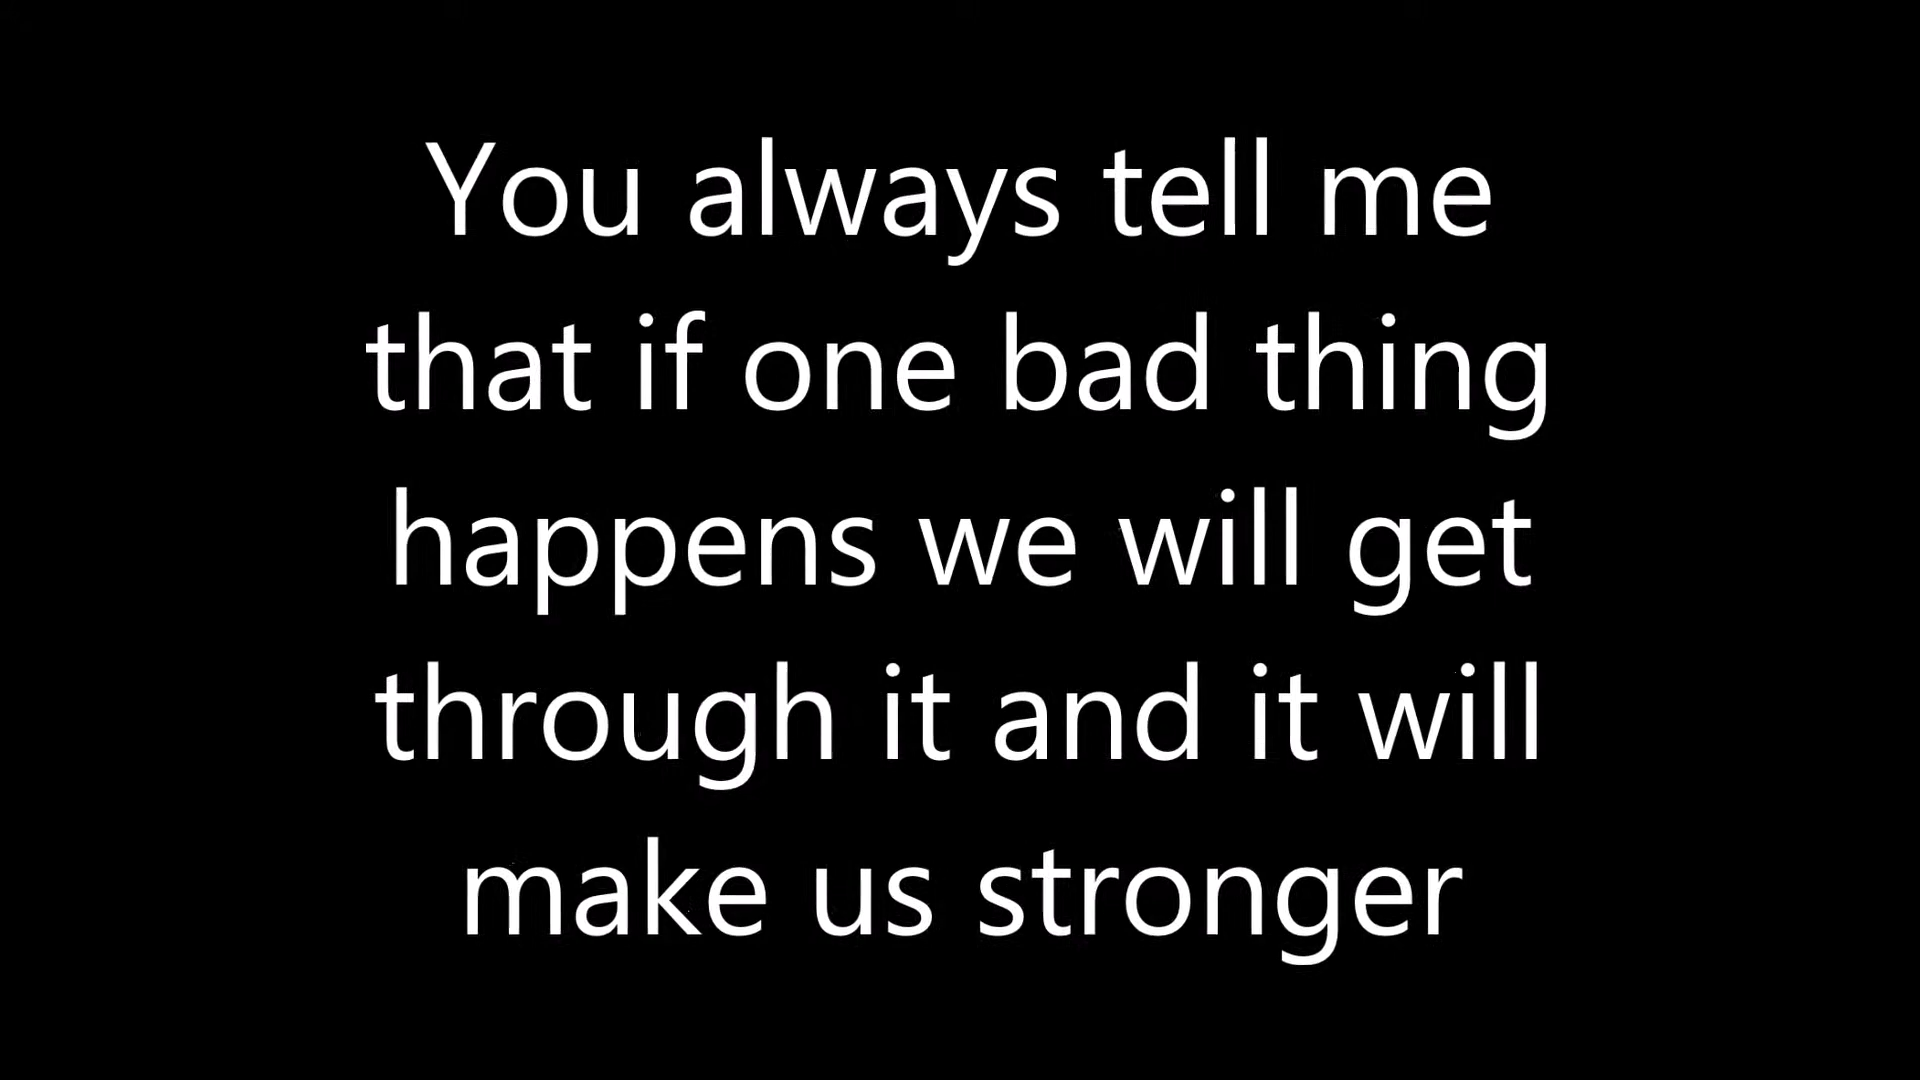 You always tell me
that if one bad thing
happens we will get
through it and it will
make us stronger